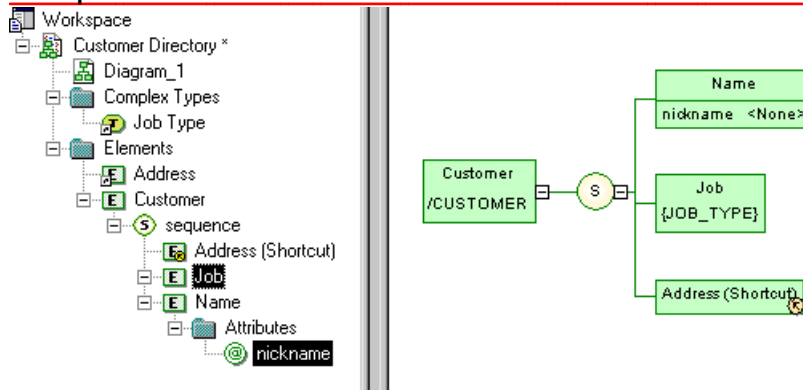 Workspace
Customer Directory *
Diagram_1
Complex Types
T Job Type
Elements
E Address
E Customer
S sequence
E Address (Shortcut)
E Job
E Name
Attributes
@ nickname
Name
nickname <None>
Customer
/CUSTOMER
S
Job
{JOB_TYPE}
Address (Shortcut)